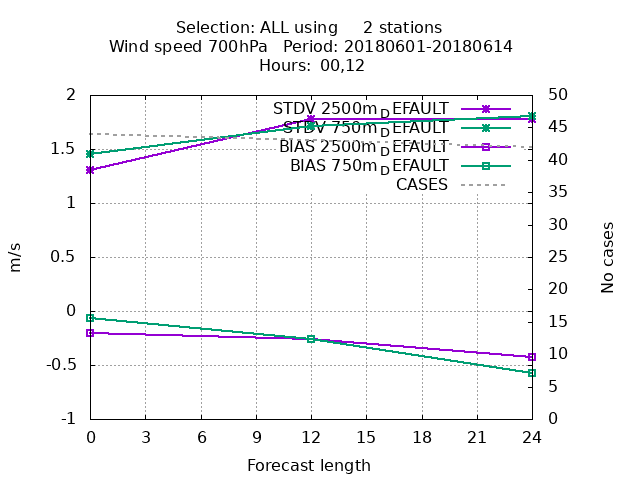 Selection: ALL using 2 stations
Wind speed 700hPa Period: 20180601-20180614
Hours: 00,12
STDV 2500m_DEFAULT
STDV 750m_DEFAULT
BIAS 2500m_DEFAULT
BIAS 750m_DEFAULT
CASES
2
1.5
1
0.5
0
-0.5
-1
m/s
50
45
40
35
30
25
20
15
10
5
0
No cases
0 3 6 9 12 15 18 21 24
Forecast length